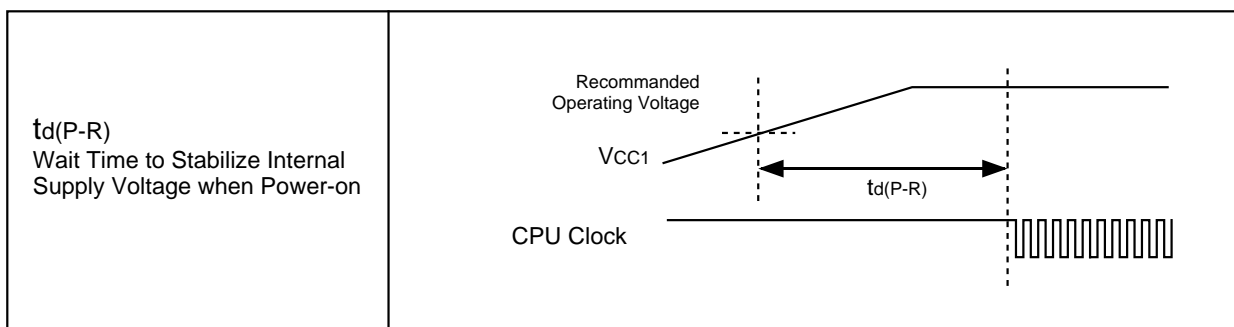 td(P-R)
Wait Time to Stabilize Internal
Supply Voltage when Power-on
Recommanded
Operating Voltage
VCC1
td(P-R)
CPU Clock